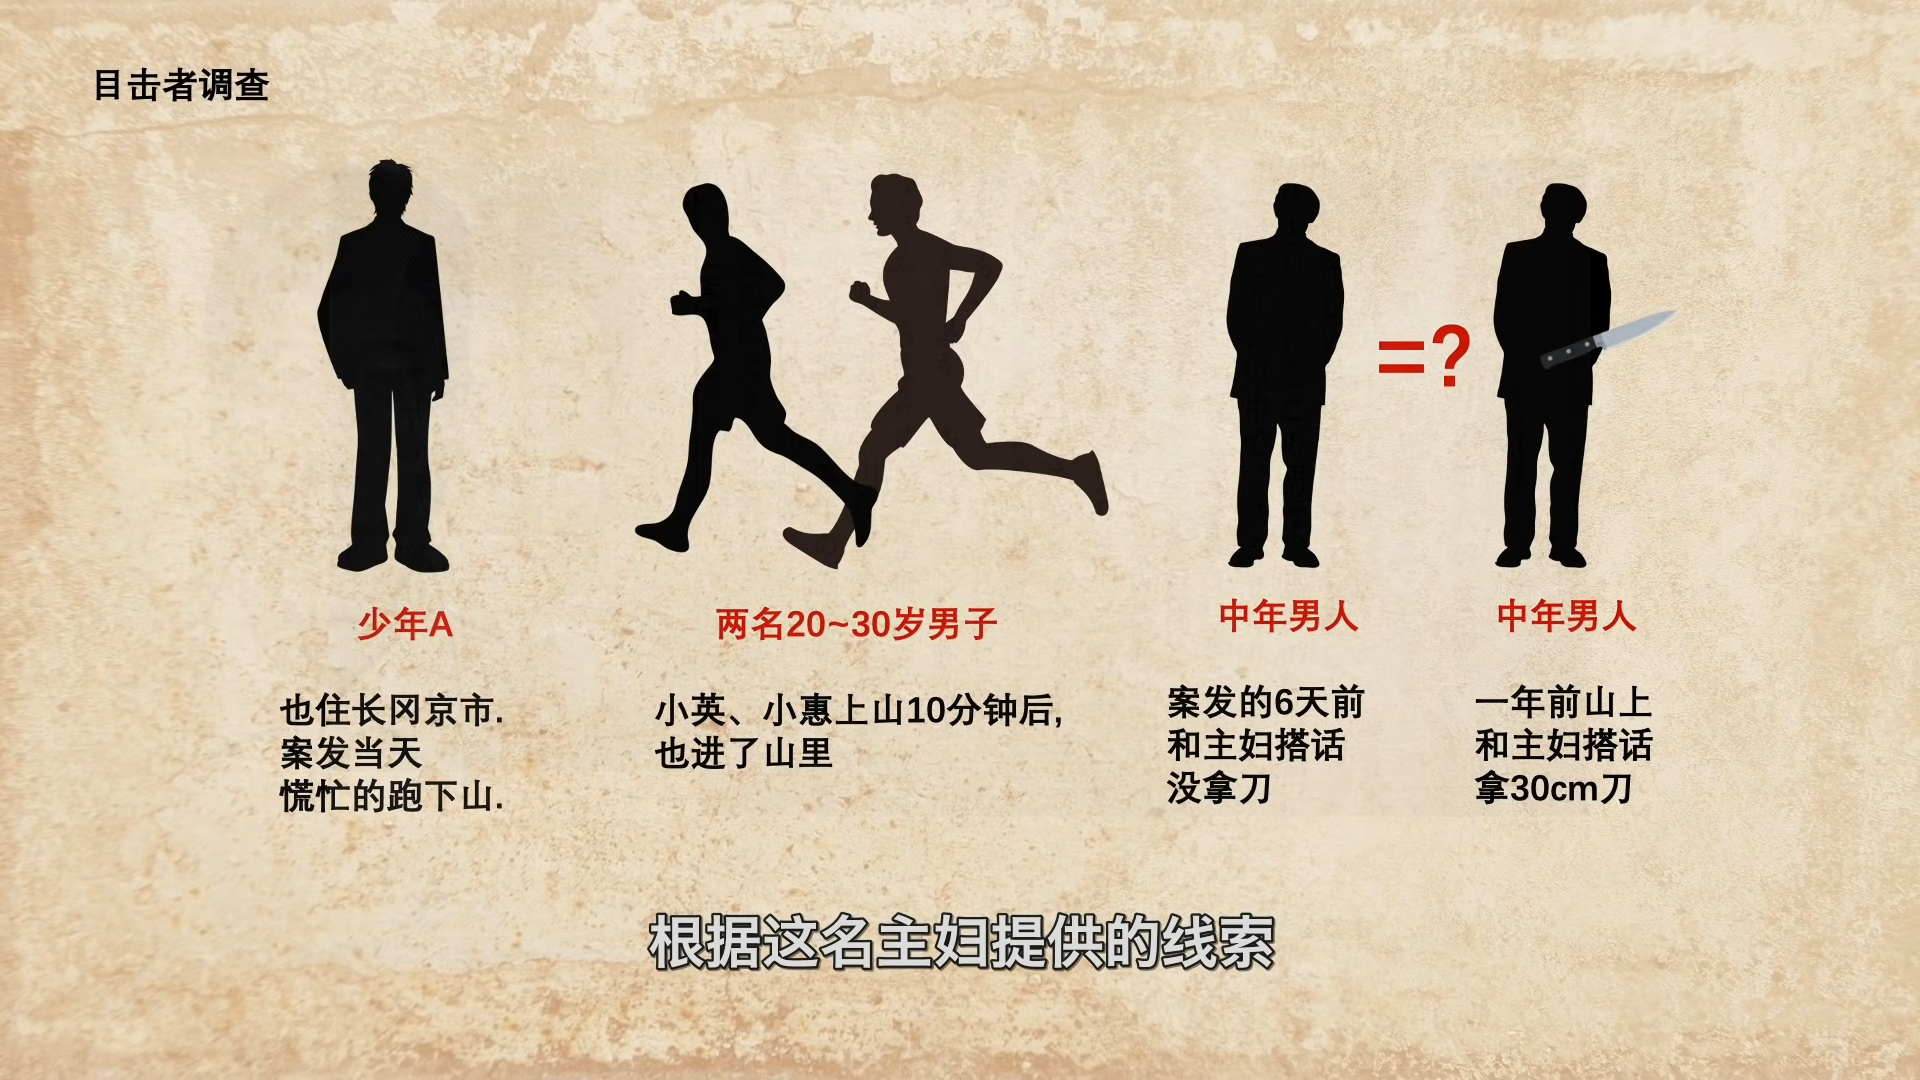 目击者调查
=?
少年A
也住长冈京市.
案发当天
慌忙的跑下山.
两名20~30岁男子
小英、小惠上山10分钟后,
也进了山里
中年男人
案发的6天前
和主妇搭话
没拿刀
中年男人
一年前山上
和主妇搭话
拿30cm刀
根据这名主妇提供的线索